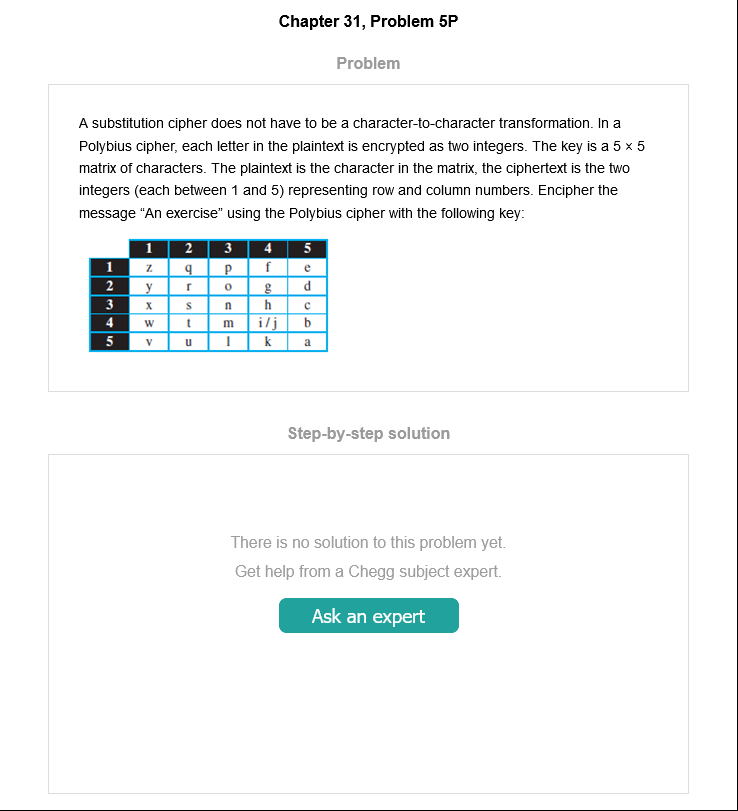 Chapter 31, Problem 5P
Problem
A substitution cipher does not have to be a character-to-character transformation. In a
Polybius cipher, each letter in the plaintext is encrypted as two integers. The key is a 5 × 5
matrix of characters. The plaintext is the character in the matrix, the ciphertext is the two
integers (each between 1 and 5) representing row and column numbers. Encipher the
message “An exercise” using the Polybius cipher with the following key:
1 2 3 4 5
1 z q p f e
2 y r o g d
3 x s n h c
4 w t m i/j b
5 v u l k a
Step-by-step solution
There is no solution to this problem yet.
Get help from a Chegg subject expert.
Ask an expert